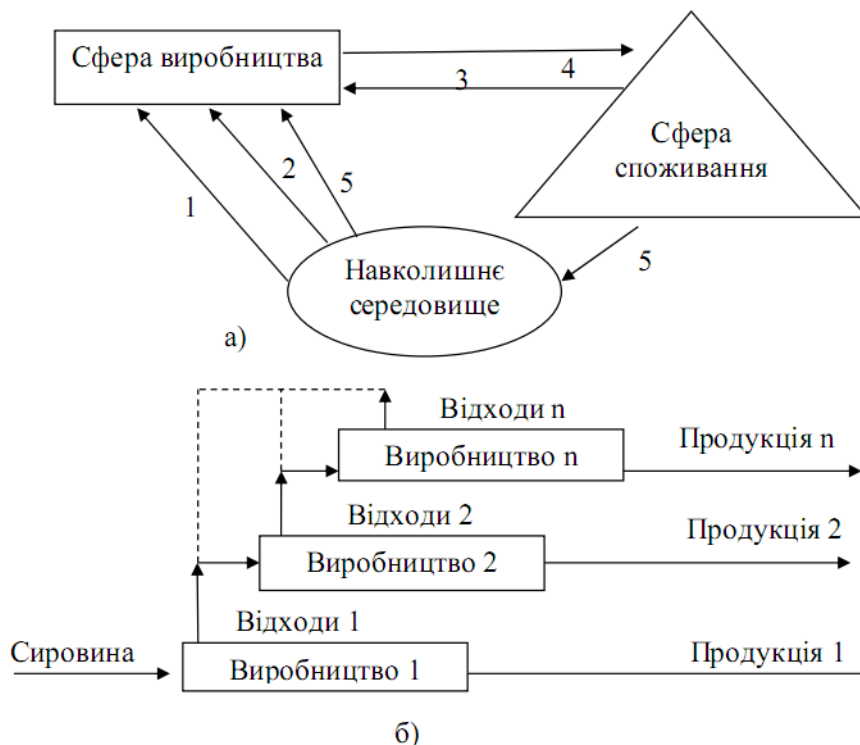 Сфера виробництва
4
3
Сфера
споживання
2
5
1
5
Навколишнє
середовище
а)
Відходи n
Продукція n
Виробництво n
Відходи 2
Продукція 2
Виробництво 2
Відходи 1
Сировина
Продукція 1
Виробництво 1
б)